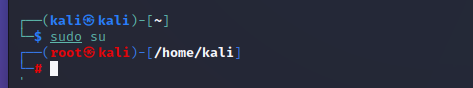 ┌──(kali㉿kali)-[~]
└─$ sudo su
┌──(root㉿kali)-[/home/kali]
└─#